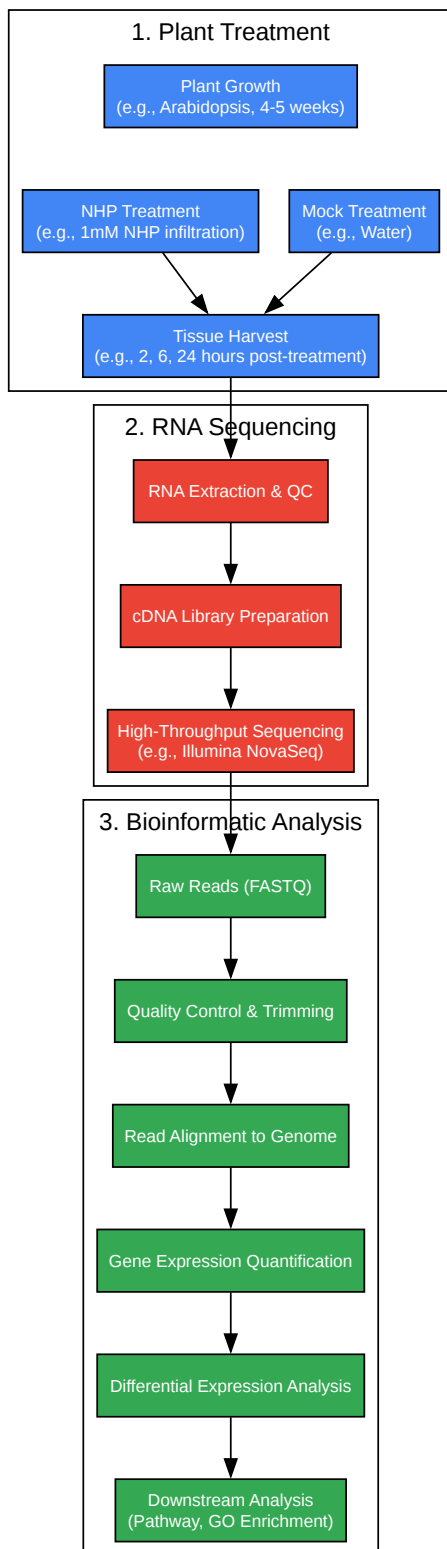 1. Plant Treatment
Plant Growth
(e.g., Arabidopsis, 4-5 weeks)
NHP Treatment
(e.g., 1mM NHP infiltration)
Mock Treatment
(e.g., Water)
Tissue Harvest
(e.g., 2, 6, 24 hours post-treatment)
2. RNA Sequencing
RNA Extraction & QC
cDNA Library Preparation
High-Throughput Sequencing
(e.g., Illumina NovaSeq)
3. Bioinformatic Analysis
Raw Reads (FASTQ)
Quality Control & Trimming
Read Alignment to Genome
Gene Expression Quantification
Differential Expression Analysis
Downstream Analysis
(Pathway, GO Enrichment)